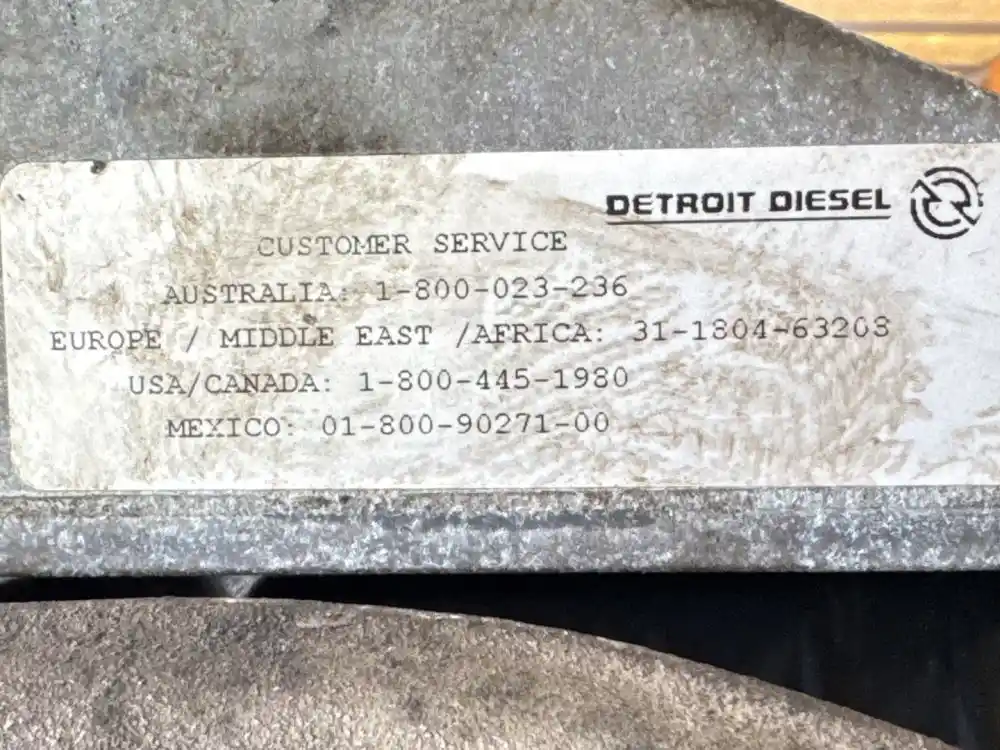 DETROIT DIESEL
CUSTOMER SERVICE
AUSTRALIA: 1-800-023-236
EUROPE / MIDDLE EAST /AFRICA: 31-1804-63208
USA/CANADA: 1-800-445-1980
MEXICO: 01-800-90271-00